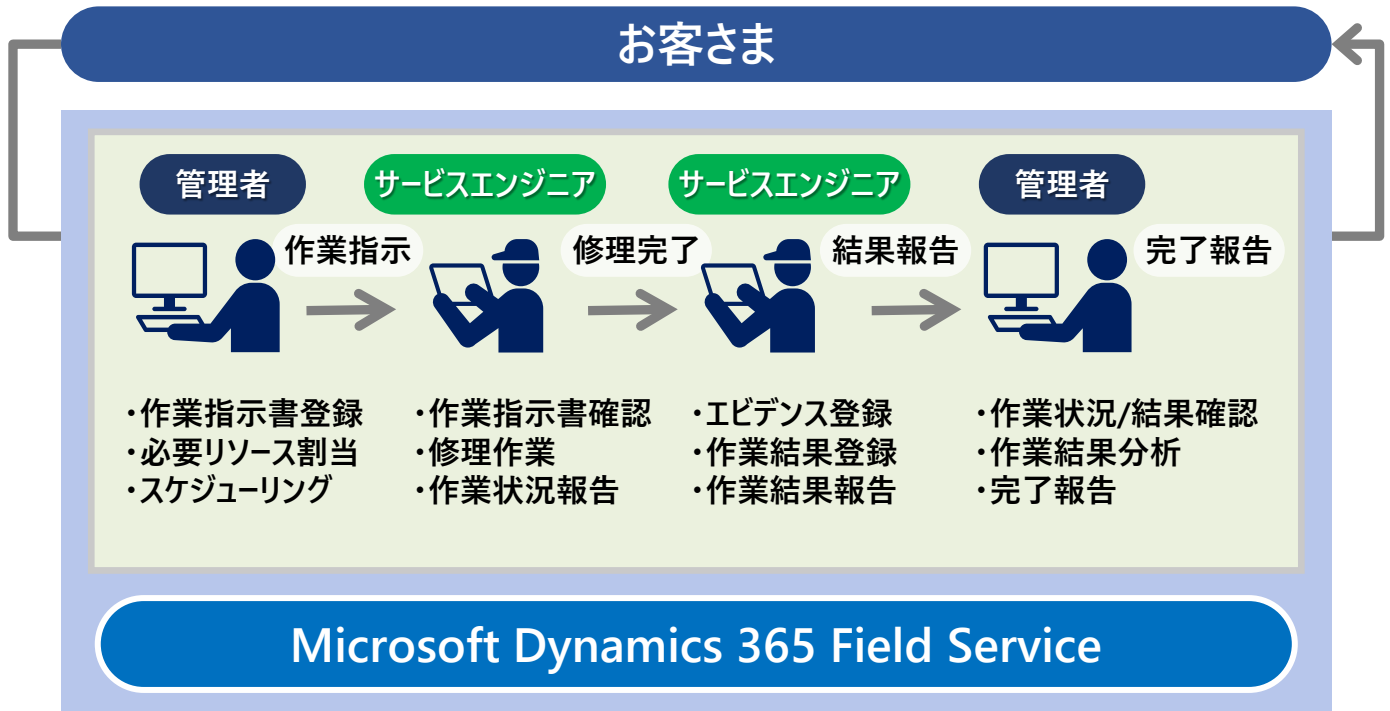 お客さま
管理者
サービスエンジニア
サービスエンジニア
管理者
作業指示
修理完了
結果報告
完了報告
・作業指示書登録
・必要リソース割当
・スケジューリング
・作業指示書確認
・修理作業
・作業状況報告
・エビデンス登録
・作業結果登録
・作業結果報告
・作業状況/結果確認
・作業結果分析
・完了報告
Microsoft Dynamics 365 Field Service